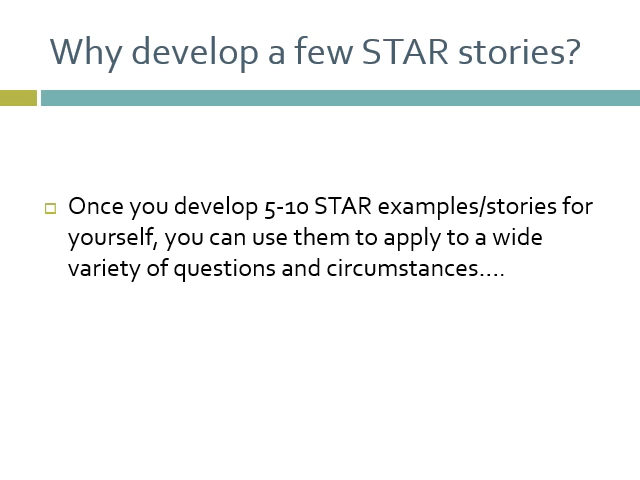 Why develop a few STAR stories?
Once you develop 5-10 STAR examples/stories for
yourself, you can use them to apply to a wide
variety of questions and circumstances....